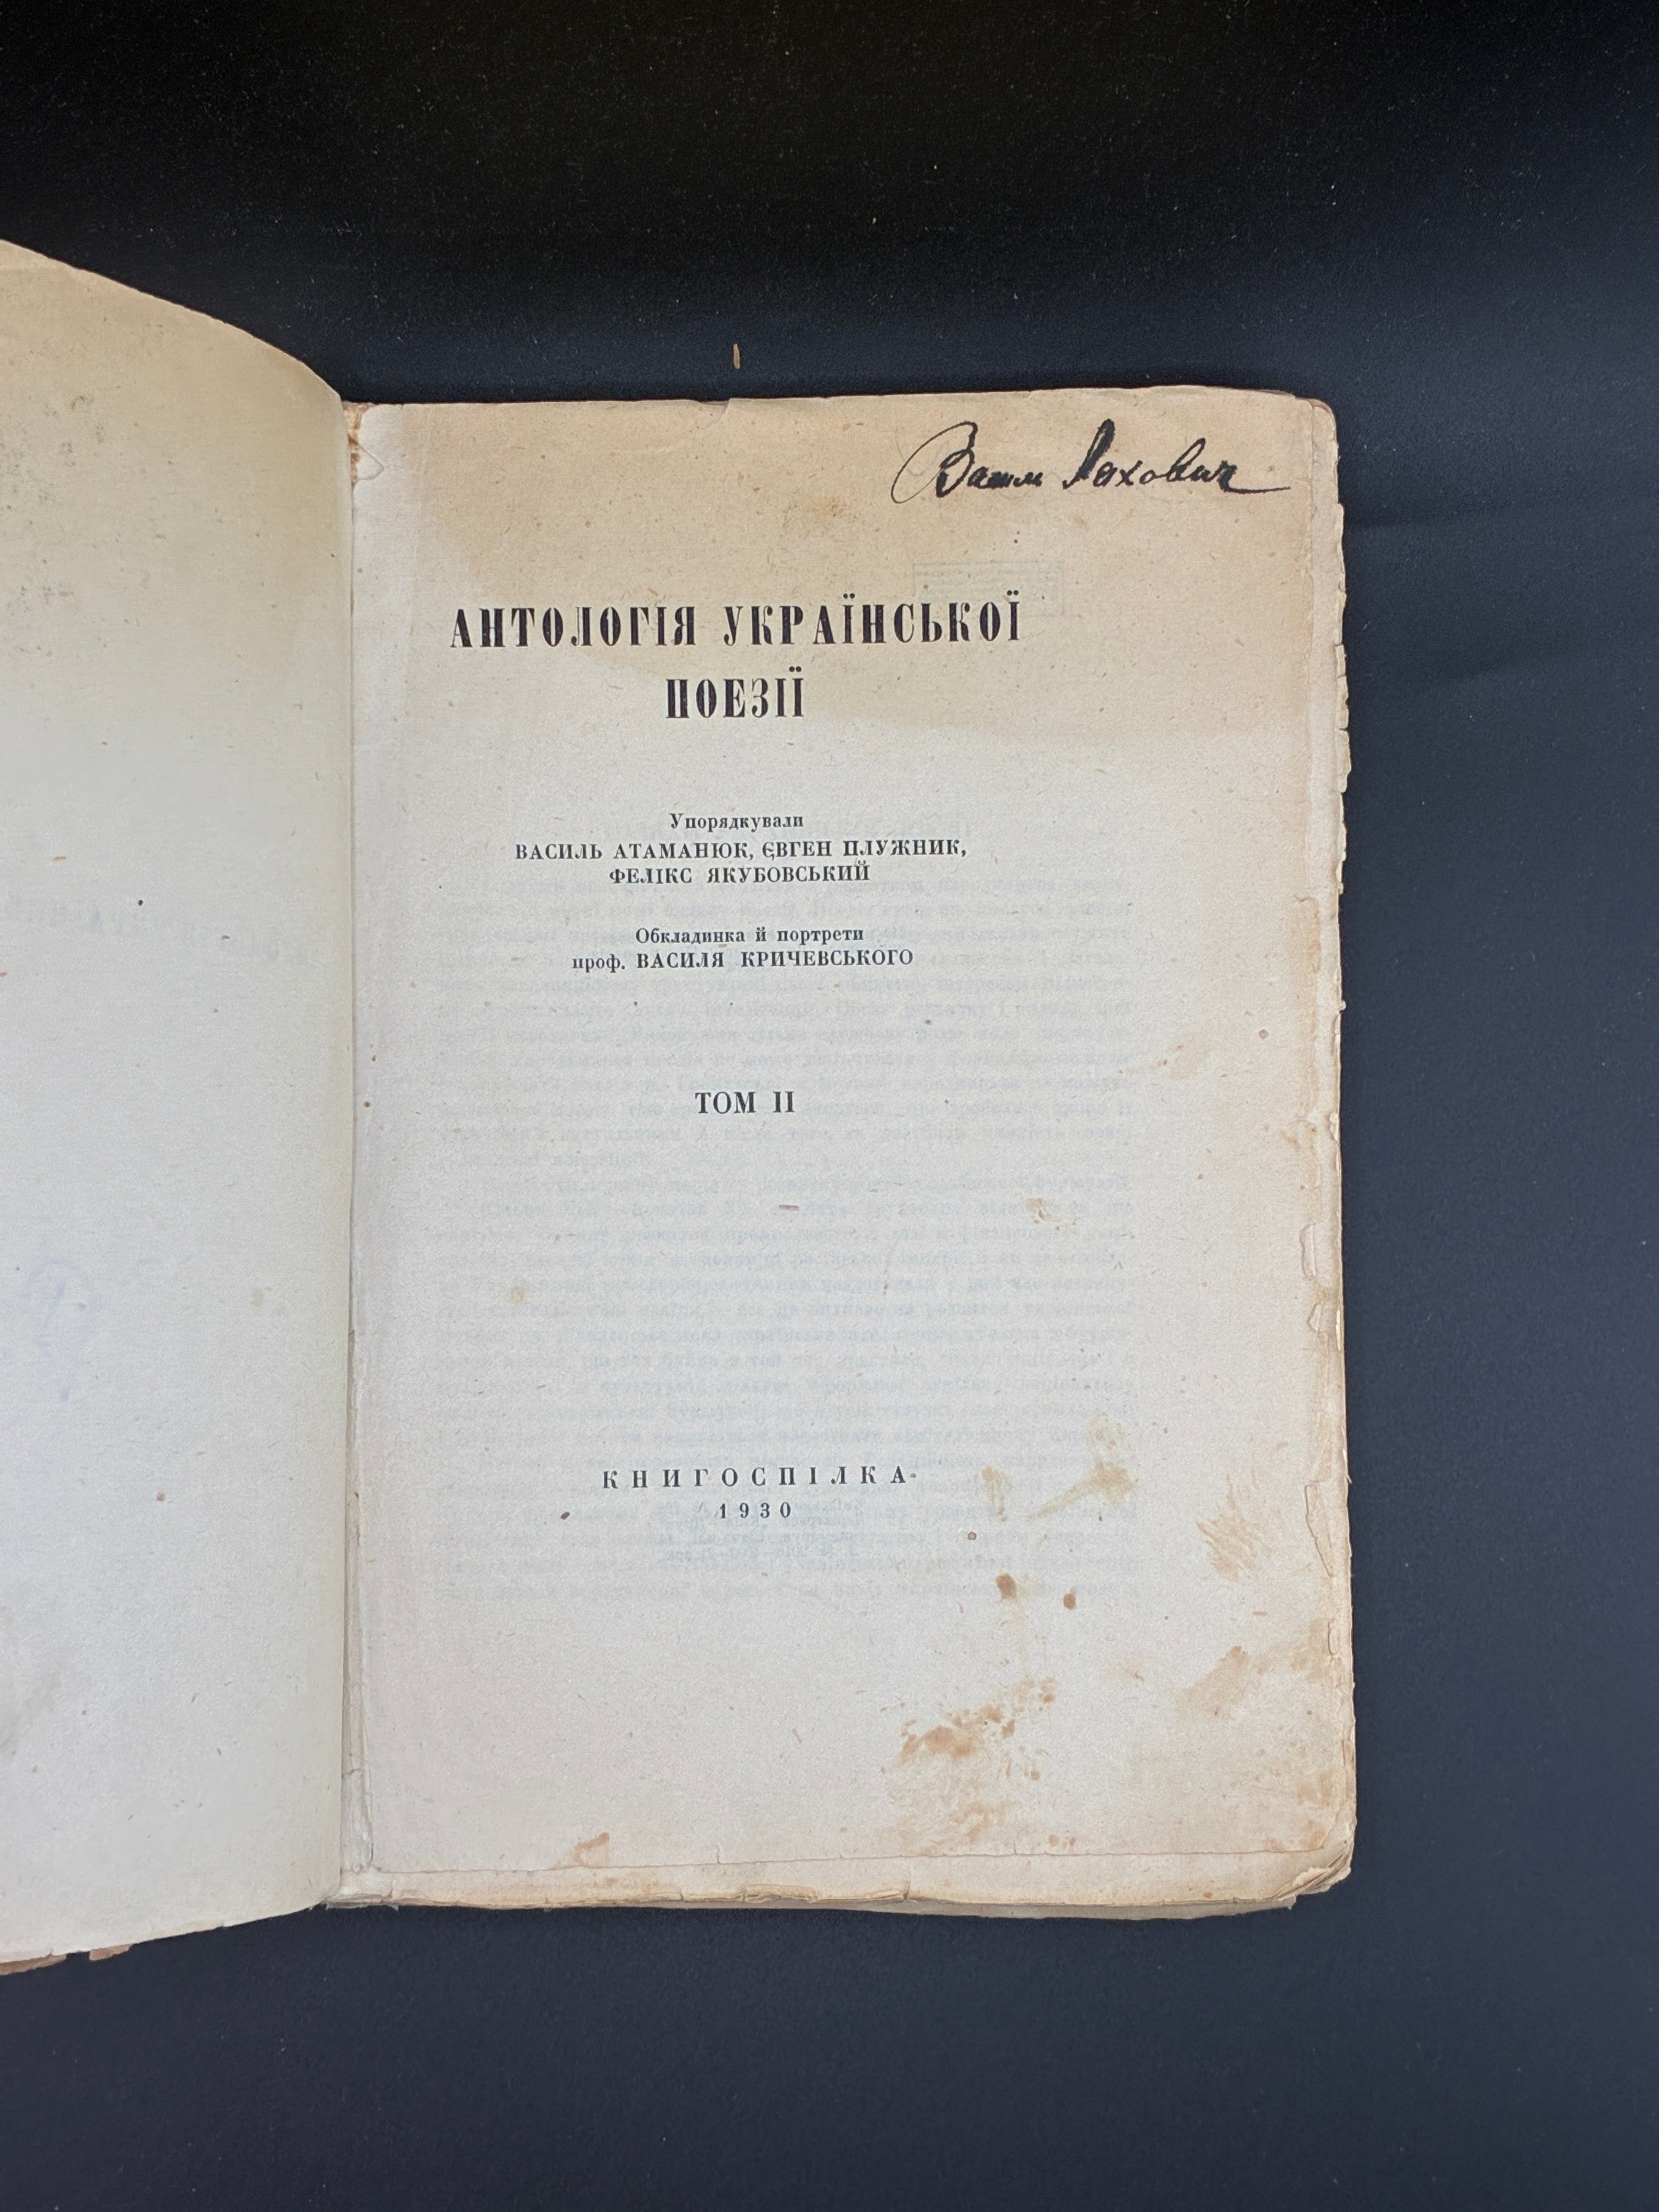 Лахович
АНТОЛОГІЯ УКРАЇНСЬКОЇ
ПОЕЗІЇ
Упорядкували
ВАСИЛЬ АТАМАНЮК, ЄВГЕН ПЛУЖНИК,
ФЕЛІКС ЯКУБОВСЬКИЙ
Обкладинка й портрети
проф. ВАСИЛЯ КРИЧЕВСЬКОГО
ТОМ II
КНИГОСПІЛКА
1930